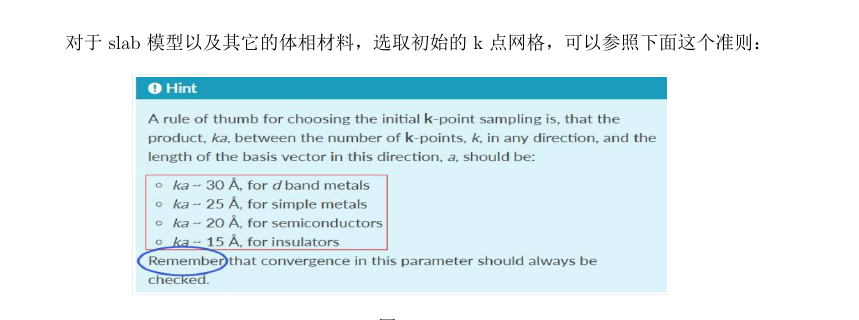 对于 slab 模型以及其它的体相材料，选取初始的 k 点网格，可以参照下面这个准则：
Hint
A rule of thumb for choosing the initial k-point sampling is, that the
product, ka, between the number of k-points, k, in any direction, and the
length of the basis vector in this direction, a, should be:
ka ~ 30 Å, for d band metals
ka ~ 25 Å, for simple metals
ka ~ 20 Å, for semiconductors
ka ~ 15 Å, for insulators
Remember that convergence in this parameter should always be
checked.